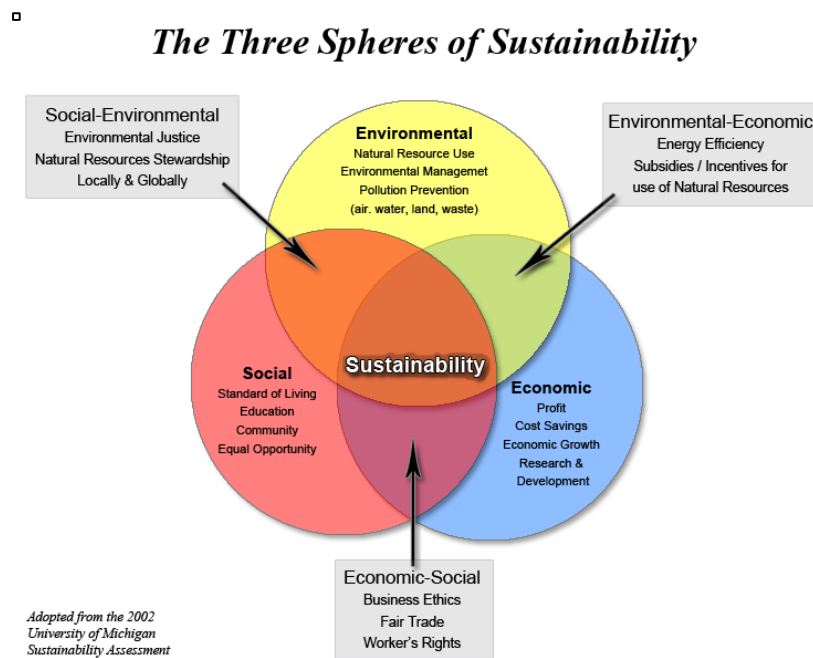 The Three Spheres of Sustainability
Social-Environmental
Environmental Justice
Natural Resources Stewardship
Locally & Globally
Environmental
Natural Resource Use
Environmental Managemet
Pollution Prevention
(air. water, land, waste)
Environmental-Economic
Energy Efficiency
Subsidies / Incentives for
use of Natural Resources
Sustainability
Social
Standard of Living
Education
Community
Equal Opportunity
Economic
Profit
Cost Savings
Economic Growth
Research &
Development
Economic-Social
Business Ethics
Fair Trade
Worker's Rights
Adopted from the 2002
University of Michigan
Sustainability Assessment